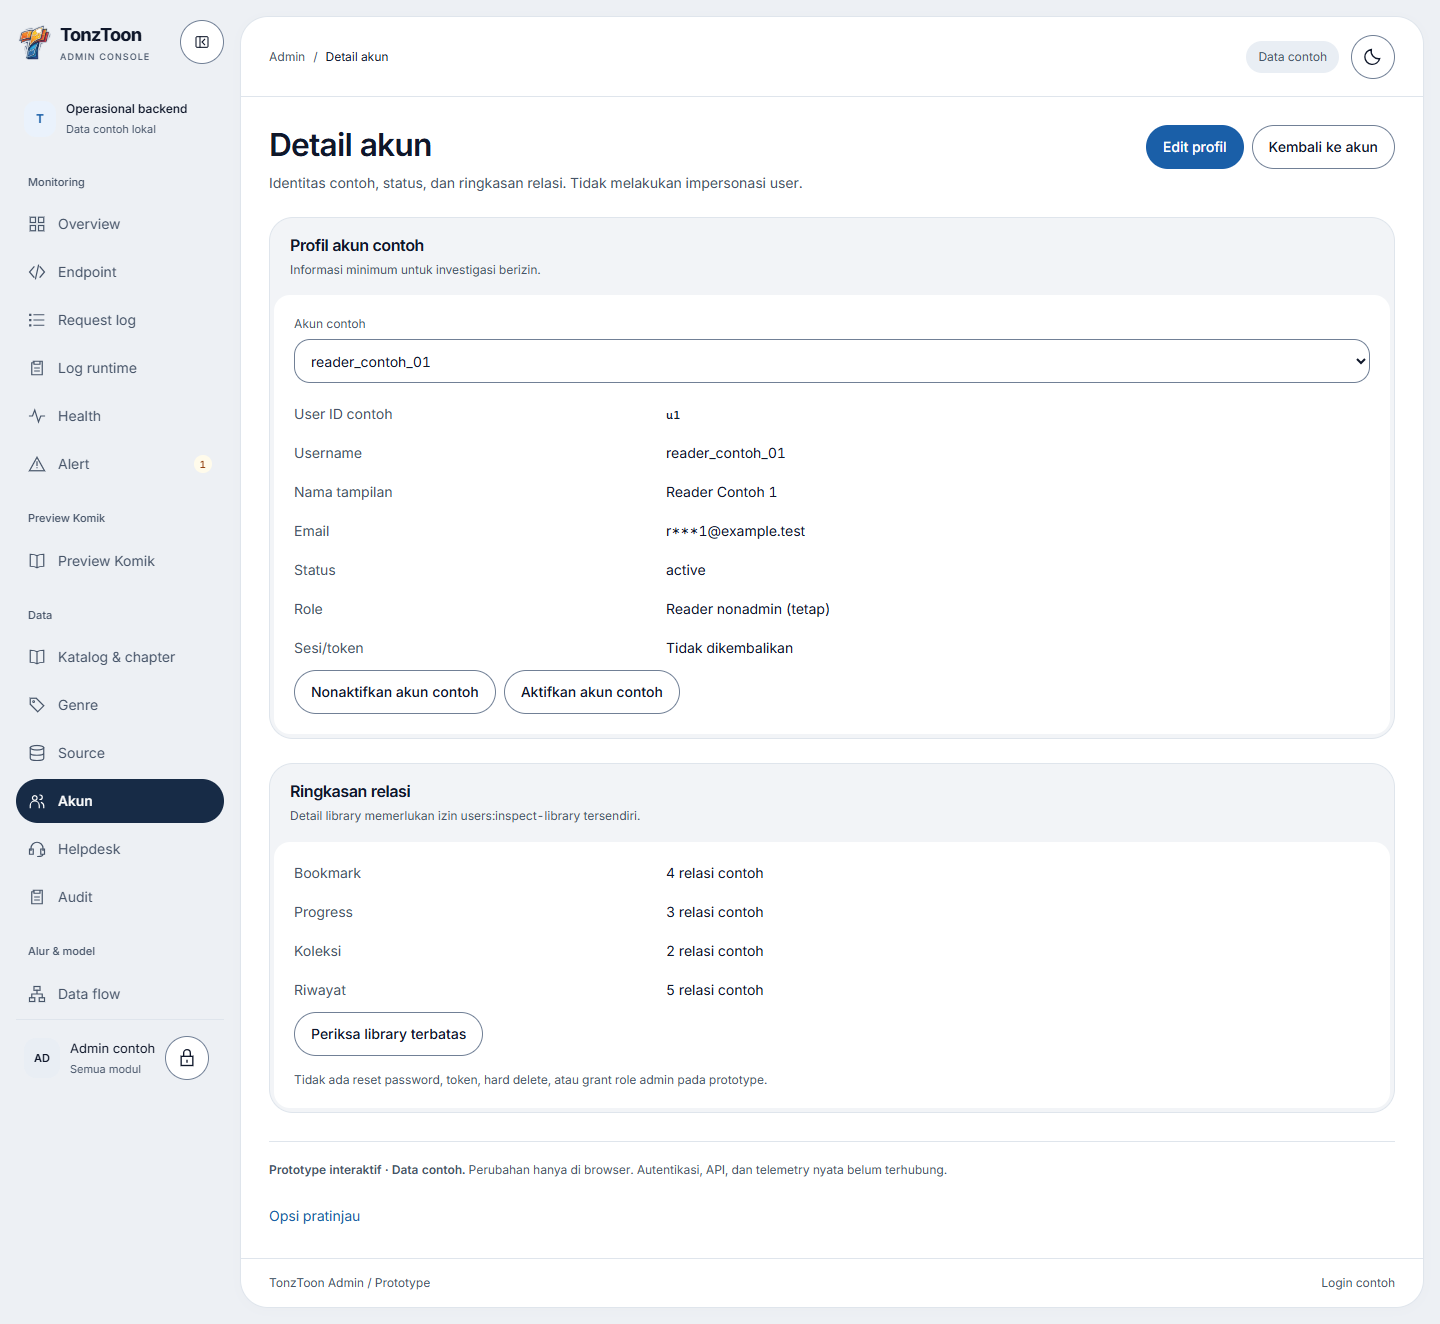 TonzToon
ADMIN CONSOLE
T
Operasional backend
Data contoh lokal
Monitoring
Overview
Endpoint
Request log
Log runtime
Health
Alert
1
Preview Komik
Preview Komik
Data
Katalog & chapter
Genre
Source
Akun
Helpdesk
Audit
Alur & model
Data flow
AD
Admin contoh
Semua modul
Admin / Detail akun
Data contoh
Detail akun
Edit profil
Kembali ke akun
Identitas contoh, status, dan ringkasan relasi. Tidak melakukan impersonasi user.
Profil akun contoh
Informasi minimum untuk investigasi berizin.
Akun contoh
reader_contoh_01
User ID contoh u1
Username reader_contoh_01
Nama tampilan Reader Contoh 1
Email r***1@example.test
Status active
Role Reader nonadmin (tetap)
Sesi/token Tidak dikembalikan
Nonaktifkan akun contoh
Aktifkan akun contoh
Ringkasan relasi
Detail library memerlukan izin users:inspect-library tersendiri.
Bookmark 4 relasi contoh
Progress 3 relasi contoh
Koleksi 2 relasi contoh
Riwayat 5 relasi contoh
Periksa library terbatas
Tidak ada reset password, token, hard delete, atau grant role admin pada prototype.
Prototype interaktif · Data contoh. Perubahan hanya di browser. Autentikasi, API, dan telemetry nyata belum terhubung.
Opsi pratinjau
TonzToon Admin / Prototype
Login contoh